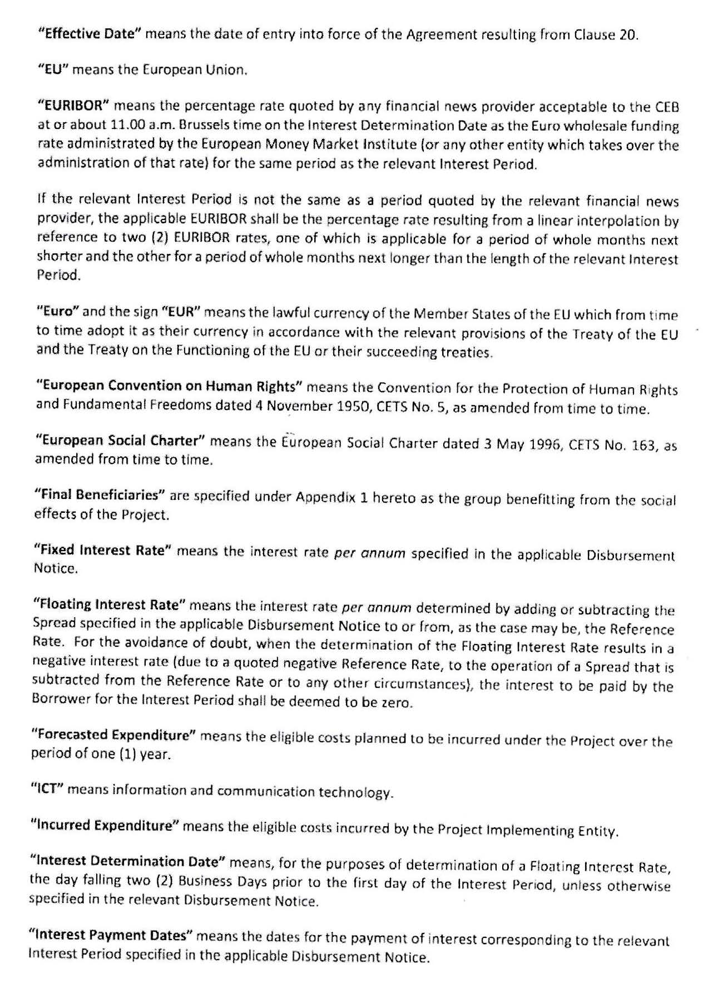 “Effective Date” means the date of entry into force of the Agreement resulting from Clause 20.
“EU” means the European Union.
“EURIBOR” means the percentage rate quoted by any financial news provider acceptable to the CEB
at or about 11.00 a.m. Brussels time on the Interest Determination Date as the Euro wholesale funding
rate administrated by the European Money Market Institute (or any other entity which takes over the
administration of that rate) for the same period as the relevant Interest Period.
If the relevant Interest Period is not the same as a period quoted by the relevant financial news
provider, the applicable EURIBOR shall be the percentage rate resulting from a linear interpolation by
reference to two (2) EURIBOR rates, one of which is applicable for a period of whole months next
shorter and the other for a period of whole months next longer than the length of the relevant Interest
Period.
“Euro” and the sign “EUR” means the lawful currency of the Member States of the EU which from time
to time adopt it as their currency in accordance with the relevant provisions of the Treaty of the EU
and the Treaty on the Functioning of the EU or their succeeding treaties.
“European Convention on Human Rights” means the Convention for the Protection of Human Rights
and Fundamental Freedoms dated 4 November 1950, CETS No. 5, as amended from time to time.
“European Social Charter” means the European Social Charter dated 3 May 1996, CETS No. 163, as
amended from time to time.
“Final Beneficiaries” are specified under Appendix 1 hereto as the group benefitting from the social
effects of the Project.
“Fixed Interest Rate” means the interest rate per annum specified in the applicable Disbursement
Notice.
“Floating Interest Rate” means the interest rate per annum determined by adding or subtracting the
Spread specified in the applicable Disbursement Notice to or from, as the case may be, the Reference
Rate. For the avoidance of doubt, when the determination of the Floating Interest Rate results in a
negative interest rate (due to a quoted negative Reference Rate, to the operation of a Spread that is
subtracted from the Reference Rate or to any other circumstances), the interest to be paid by the
Borrower for the Interest Period shall be deemed to be zero.
“Forecasted Expenditure” means the eligible costs planned to be incurred under the Project over the
period of one (1) year.
“ICT” means information and communication technology.
“Incurred Expenditure” means the eligible costs incurred by the Project Implementing Entity.
“Interest Determination Date” means, for the purposes of determination of a Floating Interest Rate,
the day falling two (2) Business Days prior to the first day of the Interest Period, unless otherwise
specified in the relevant Disbursement Notice.
“Interest Payment Dates” means the dates for the payment of interest corresponding to the relevant
Interest Period specified in the applicable Disbursement Notice.